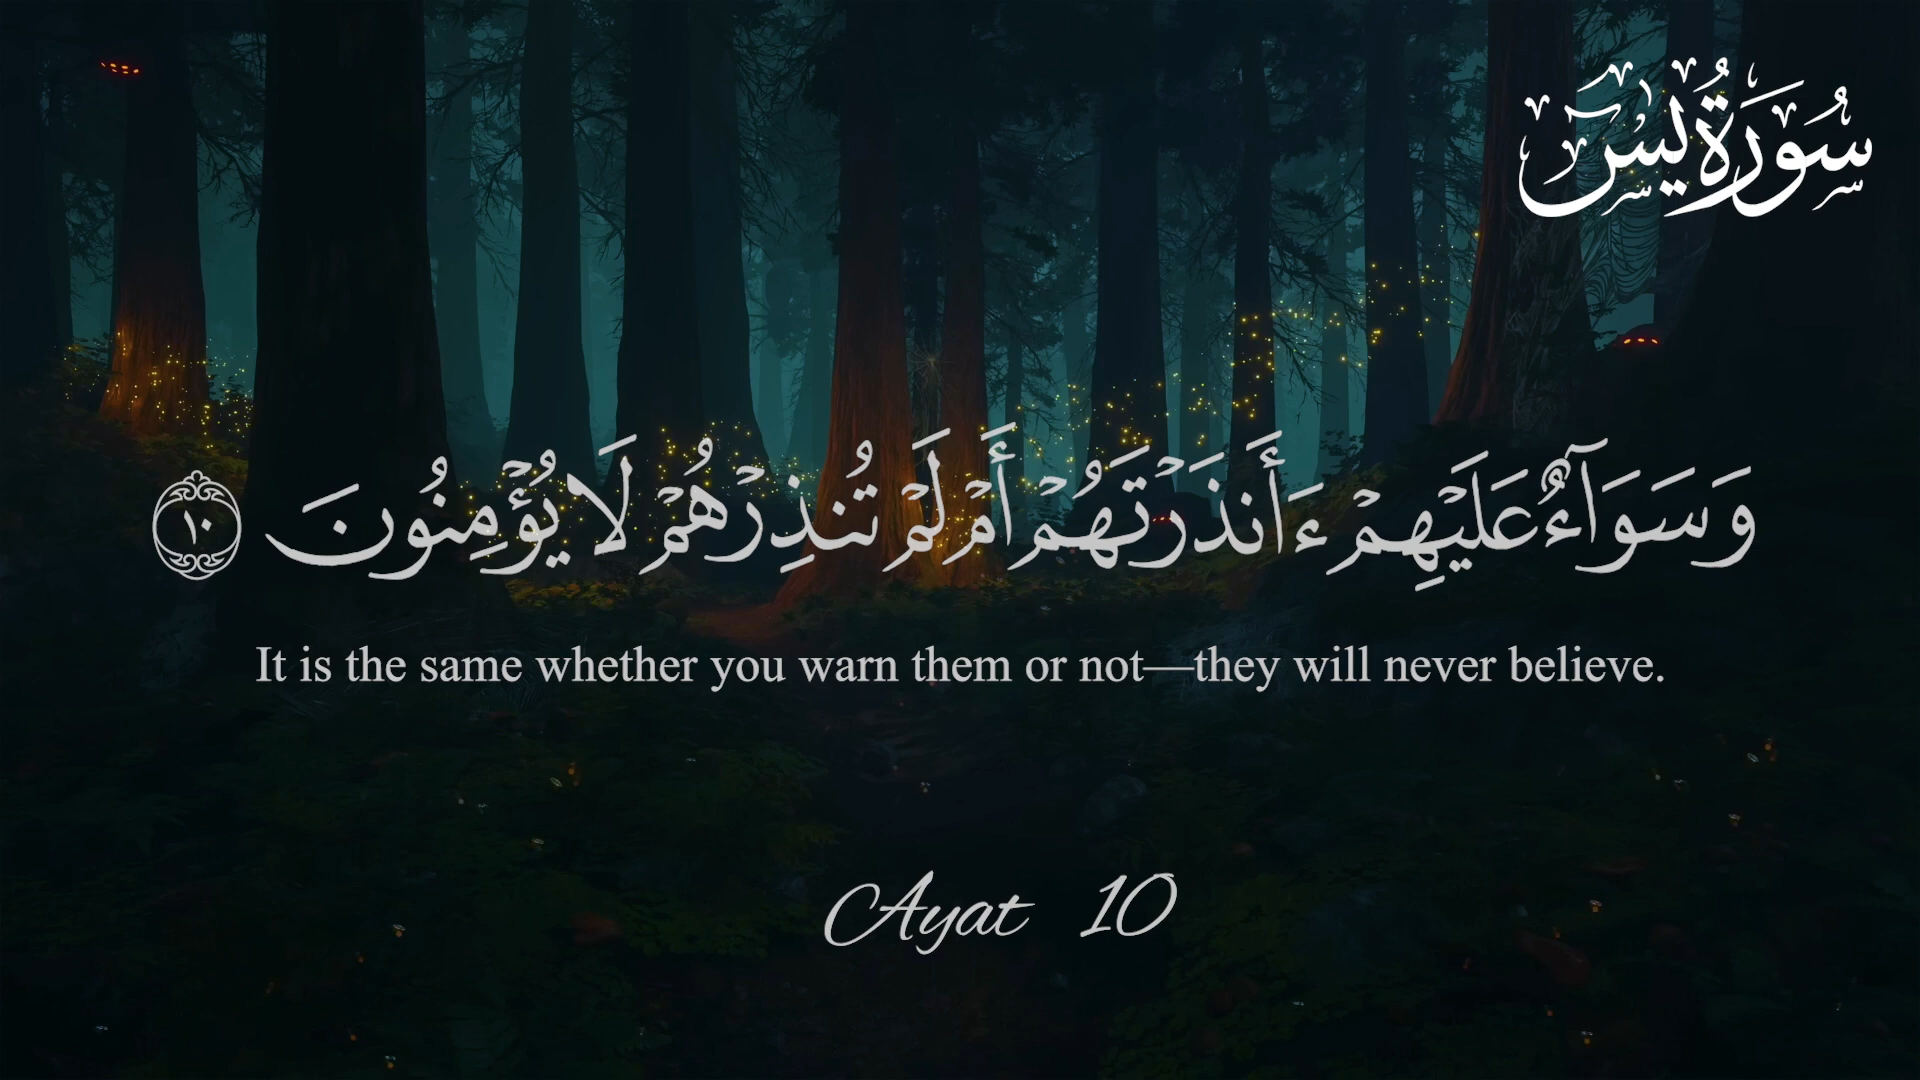 سُورَةُ يسٓ
وَسَوَآءٌ عَلَيْهِمْ ءَأَنذَرْتَهُمْ أَمْ لَمْ تُنذِرْهُمْ لَا يُؤْمِنُونَ ١٠
It is the same whether you warn them or not—they will never believe.
Ayat 10